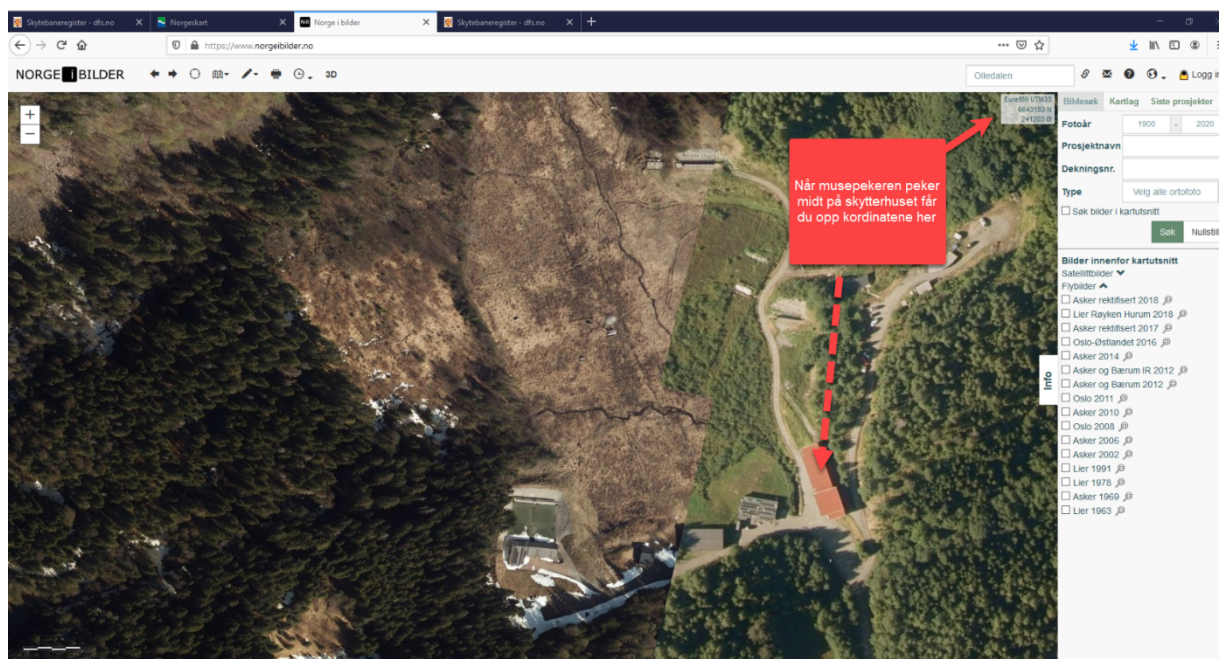 Skytebaneregister - dfs.no
Norgeskart
Norge i bilder
Skytebaneregister - dfs.no
https://www.norgeibilder.no
NORGE i BILDER
3D
Olledalen
Logg in
Euref89 UTM33
6643183 N
241203 Ø
Når musepekeren peker
midt på skytterhuset får
du opp kordinatene her
Bildesøk Kartlag Siste prosjekter
Fotoår 1900 - 2020
Prosjektnavn
Dekningsnr.
Type Velg alle ortofoto
Søk bilder i kartutsnitt
Søk Nullstill
Bilder innenfor kartutsnitt
Satellittbilder
Flybilder
Asker rektifisert 2018
Lier Røyken Hurum 2018
Asker rektifisert 2017
Oslo-Østlandet 2016
Asker 2014
Asker og Bærum IR 2012
Asker og Bærum 2012
Oslo 2011
Asker 2010
Oslo 2008
Asker 2006
Asker 2002
Lier 1991
Lier 1978
Asker 1969
Lier 1963
Info